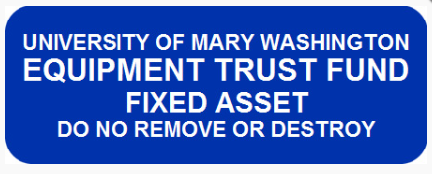 UNIVERSITY OF MARY WASHINGTON
EQUIPMENT TRUST FUND
FIXED ASSET
DO NO REMOVE OR DESTROY